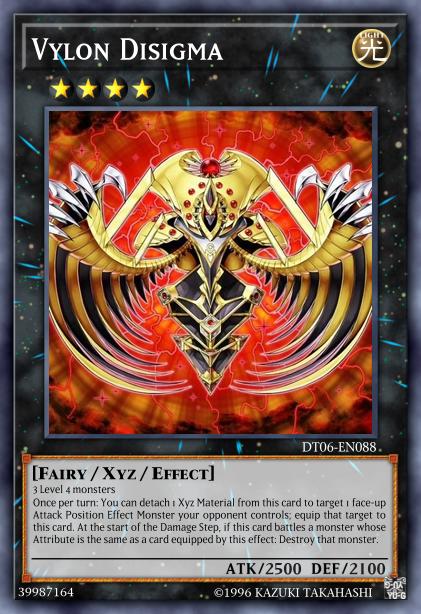 Vylon Disigma
LIGHT
光
DT06-EN088
[Fairy / Xyz / Effect]
3 Level 4 monsters
Once per turn: You can detach 1 Xyz Material from this card to target 1 face-up
Attack Position Effect Monster your opponent controls; equip that target to
this card. At the start of the Damage Step, if this card battles a monster whose
Attribute is the same as a card equipped by this effect: Destroy that monster.
ATK/2500 DEF/2100
39987164
©1996 KAZUKI TAKAHASHI